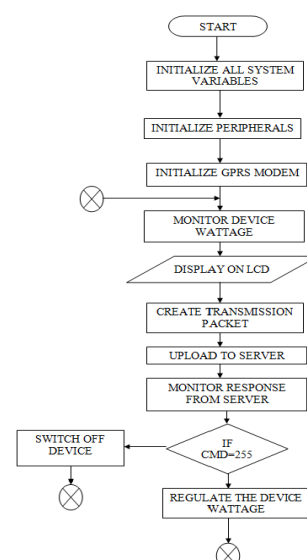 START
INITIALIZE ALL SYSTEM
VARIABLES
INITIALIZE PERIPHERALS
INITIALIZE GPRS MODEM
MONITOR DEVICE
WATTAGE
DISPLAY ON LCD
CREATE TRANSMISSION
PACKET
UPLOAD TO SERVER
MONITOR RESPONSE
FROM SERVER
IF
CMD=255
SWITCH OFF
DEVICE
REGULATE THE DEVICE
WATTAGE